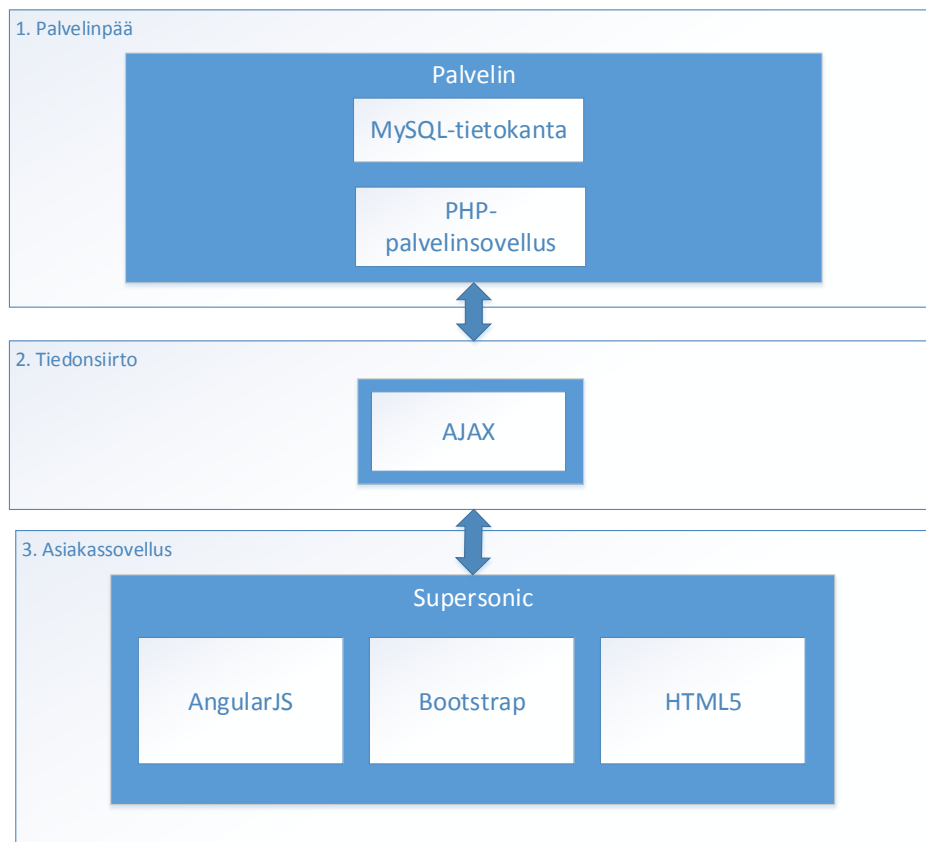 1. Palvelinpää
Palvelin
MySQL-tietokanta
PHP-
palvelinsovellus
2. Tiedonsiirto
AJAX
3. Asiakassovellus
Supersonic
AngularJS
Bootstrap
HTML5